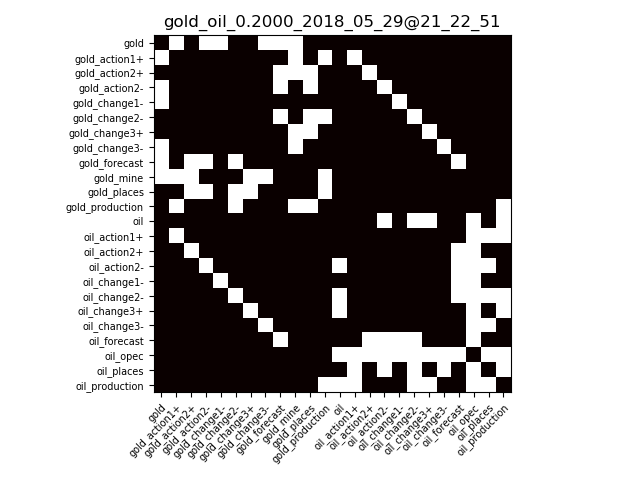 gold_oil_0.2000_2018_05_29@21_22_51
gold
gold_action1+
gold_action2+
gold_action2-
gold_change1-
gold_change2-
gold_change3+
gold_change3-
gold_forecast
gold_mine
gold_places
gold_production
oil
oil_action1+
oil_action2+
oil_action2-
oil_change1-
oil_change2-
oil_change3+
oil_change3-
oil_forecast
oil_opec
oil_places
oil_production
gold
gold_action1+
gold_action2+
gold_action2-
gold_change1-
gold_change2-
gold_change3+
gold_change3-
gold_forecast
gold_mine
gold_places
gold_production
oil
oil_action1+
oil_action2+
oil_action2-
oil_change1-
oil_change2-
oil_change3+
oil_change3-
oil_forecast
oil_opec
oil_places
oil_production